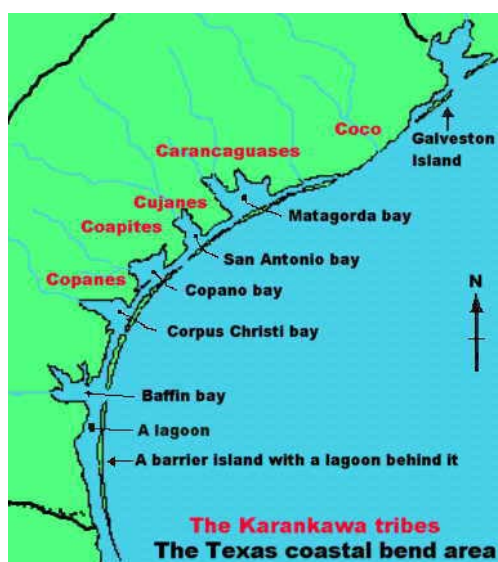 Coco
Galveston
Island
Carancaguases
Cujanes
Matagorda bay
Coapites
San Antonio bay
Copanes
Copano bay
N
Corpus Christi bay
Baffin bay
A lagoon
A barrier island with a lagoon behind it
The Karankawa tribes
The Texas coastal bend area